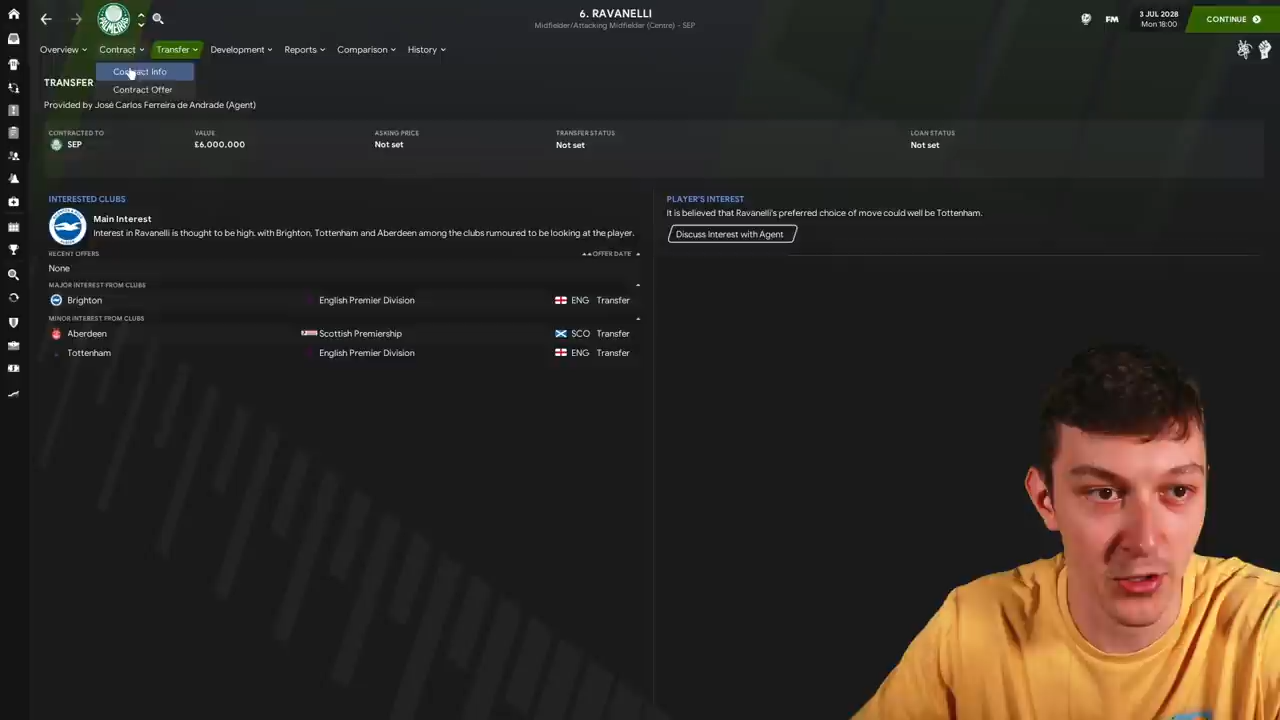 6. RAVANELLI
Midfielder/Attacking Midfielder (Centre) - SEP
FM
3 JUL 2028
Mon 18:00
CONTINUE
Overview
Contract
Transfer
Development
Reports
Comparison
History
Contract Info
Contract Offer
TRANSFER
Provided by José Carlos Ferreira de Andrade (Agent)
CONTRACTED TO
SEP
VALUE
£6,000,000
ASKING PRICE
Not set
TRANSFER STATUS
Not set
LOAN STATUS
Not set
INTERESTED CLUBS
Main Interest
Interest in Ravanelli is thought to be high, with Brighton, Tottenham and Aberdeen among the clubs rumoured to be looking at the player.
RECENT OFFERS
OFFER DATE
None
MAJOR INTEREST FROM CLUBS
Brighton English Premier Division ENG Transfer
MINOR INTEREST FROM CLUBS
Aberdeen Scottish Premiership SCO Transfer
Tottenham English Premier Division ENG Transfer
PLAYER'S INTEREST
It is believed that Ravanelli's preferred choice of move could well be Tottenham.
Discuss Interest with Agent